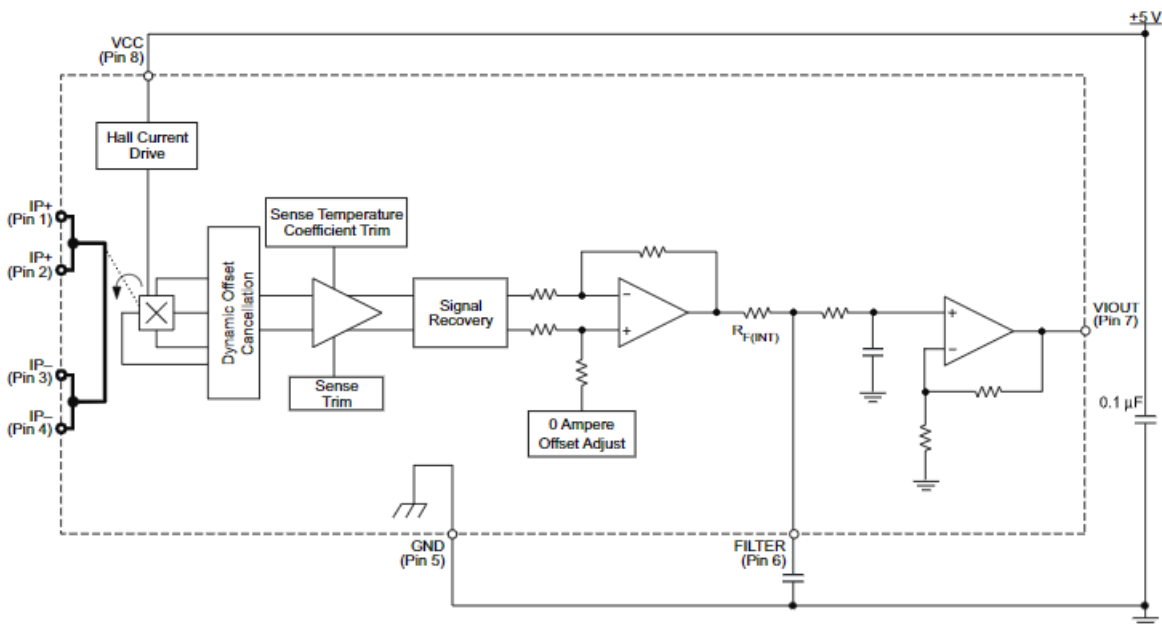 +5 V
VCC
(Pin 8)
Hall Current
Drive
IP+
(Pin 1)
IP+
(Pin 2)
IP−
(Pin 3)
IP−
(Pin 4)
Dynamic Offset
Cancellation
Sense Temperature
Coefficient Trim
Sense
Trim
Signal
Recovery
0 Ampere
Offset Adjust
−
+
RF(INT)
+
−
VIOUT
(Pin 7)
0.1 µF
GND
(Pin 5)
FILTER
(Pin 6)